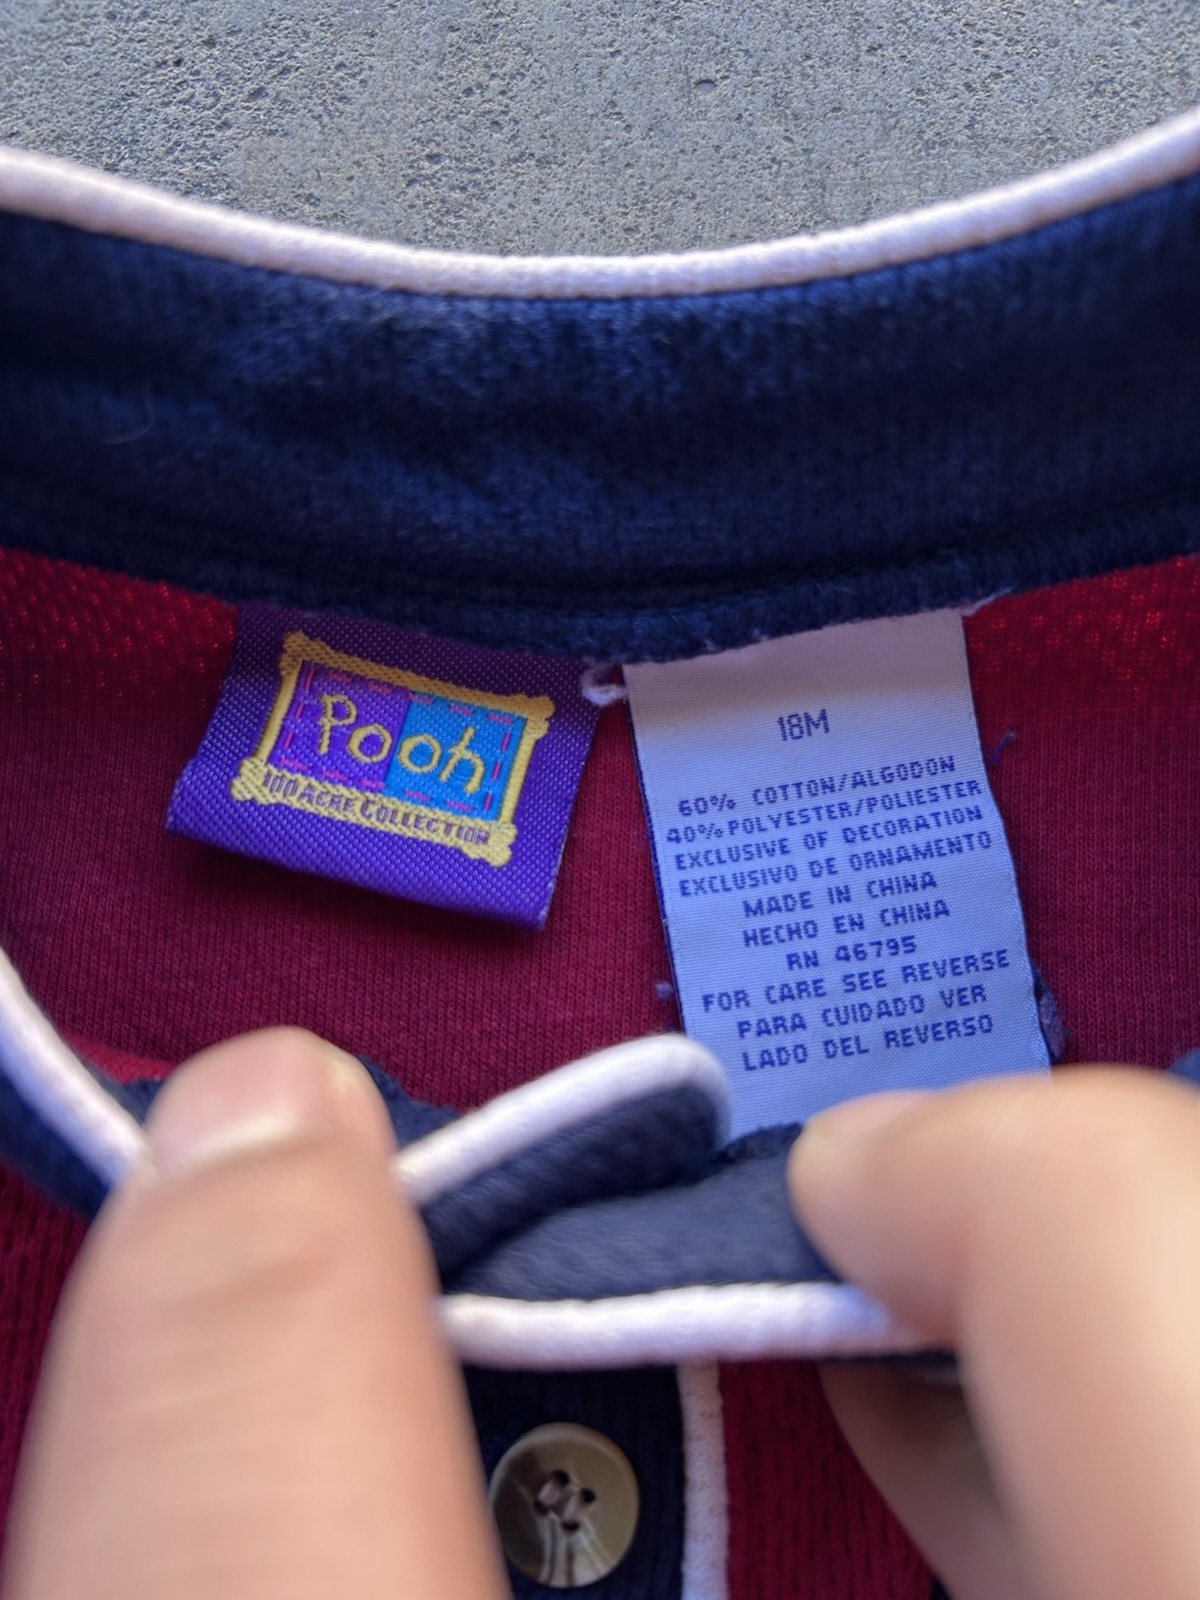 Pooh
100 ACRE COLLECTION
18M
60% COTTON/ALGODON
40% POLYESTER/POLIESTER
EXCLUSIVE OF DECORATION
EXCLUSIVO DE ORNAMENTO
MADE IN CHINA
HECHO EN CHINA
RN 46795
FOR CARE SEE REVERSE
PARA CUIDADO VER
LADO DEL REVERSO